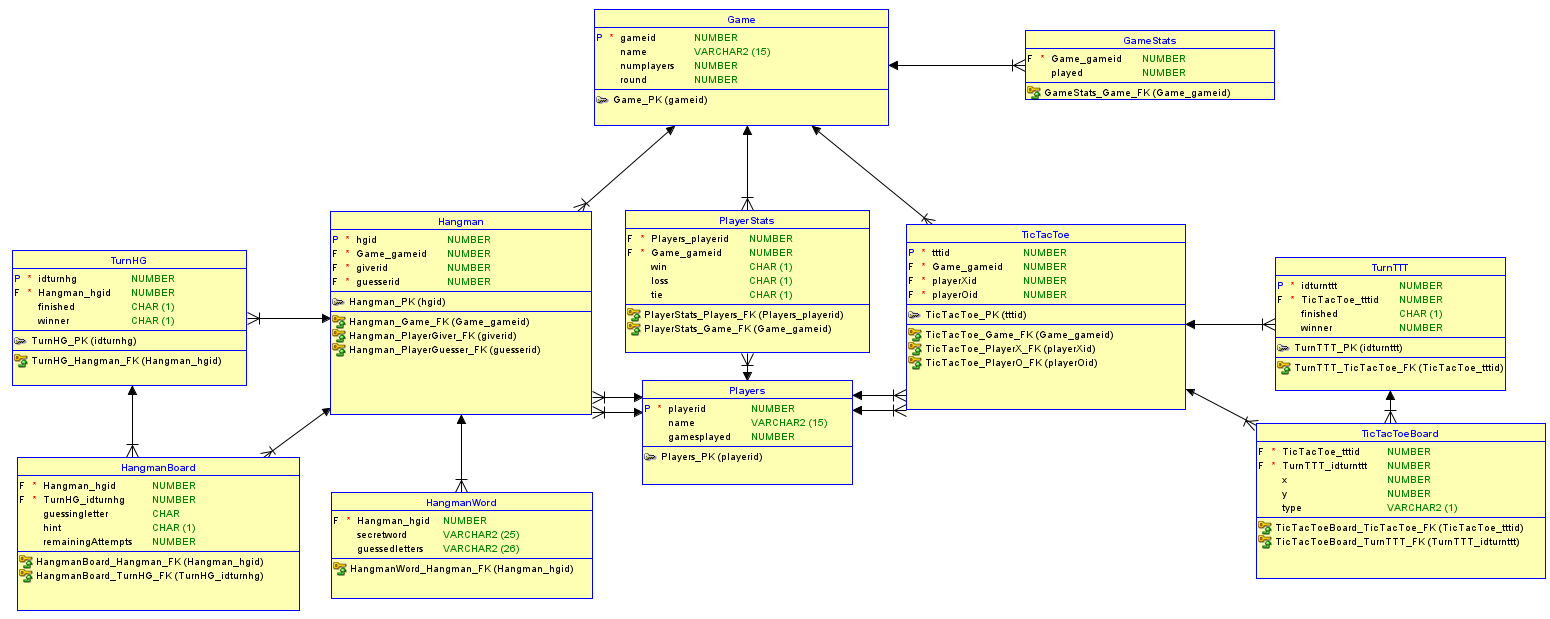 Game
P * gameid NUMBER
name VARCHAR2 (15)
numplayers NUMBER
round NUMBER
Game_PK (gameid)
GameStats
F * Game_gameid NUMBER
played NUMBER
GameStats_Game_FK (Game_gameid)
Hangman
P * hgid NUMBER
F * Game_gameid NUMBER
F * giverid NUMBER
F * guesserid NUMBER
Hangman_PK (hgid)
Hangman_Game_FK (Game_gameid)
Hangman_PlayerGiver_FK (giverid)
Hangman_PlayerGuesser_FK (guesserid)
PlayerStats
F * Players_playerid NUMBER
F * Game_gameid NUMBER
win CHAR (1)
loss CHAR (1)
tie CHAR (1)
PlayerStats_Players_FK (Players_playerid)
PlayerStats_Game_FK (Game_gameid)
TicTacToe
P * tttid NUMBER
F * Game_gameid NUMBER
F * playerXid NUMBER
F * playerOid NUMBER
TicTacToe_PK (tttid)
TicTacToe_Game_FK (Game_gameid)
TicTacToe_PlayerX_FK (playerXid)
TicTacToe_PlayerO_FK (playerOid)
TurnHG
P * idturnhg NUMBER
F * Hangman_hgid NUMBER
finished CHAR (1)
winner CHAR (1)
TurnHG_PK (idturnhg)
TurnHG_Hangman_FK (Hangman_hgid)
TurnTTT
P * idturnttt NUMBER
F * TicTacToe_tttid NUMBER
finished CHAR (1)
winner NUMBER
TurnTTT_PK (idturnttt)
TurnTTT_TicTacToe_FK (TicTacToe_tttid)
Players
P * playerid NUMBER
name VARCHAR2 (15)
gamesplayed NUMBER
Players_PK (playerid)
HangmanBoard
F * Hangman_hgid NUMBER
F * TurnHG_idturnhg NUMBER
guessingletter CHAR
hint CHAR (1)
remainingAttempts NUMBER
HangmanBoard_Hangman_FK (Hangman_hgid)
HangmanBoard_TurnHG_FK (TurnHG_idturnhg)
HangmanWord
F * Hangman_hgid NUMBER
secretword VARCHAR2 (25)
guessedletters VARCHAR2 (26)
HangmanWord_Hangman_FK (Hangman_hgid)
TicTacToeBoard
F * TicTacToe_tttid NUMBER
F * TurnTTT_idturnttt NUMBER
x NUMBER
y NUMBER
type VARCHAR2 (1)
TicTacToeBoard_TicTacToe_FK (TicTacToe_tttid)
TicTacToeBoard_TurnTTT_FK (TurnTTT_idturnttt)